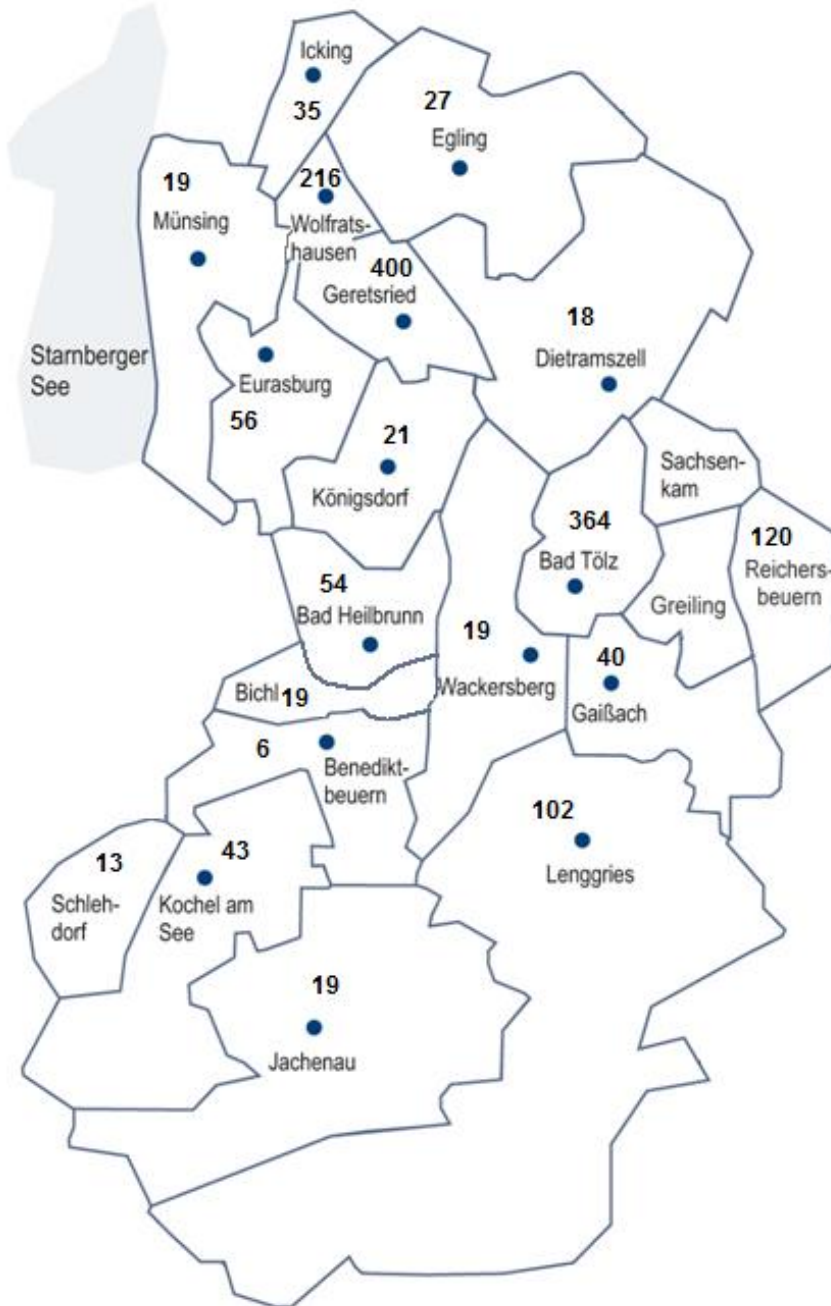 Icking
35
27
Egling
19
Münsing
216
Wolfrats-
hausen
400
Geretsried
18
Dietramszell
Starnberger
See
Eurasburg
56
21
Königsdorf
Sachsen-
kam
364
Bad Tölz
120
Reichers-
beuern
Greiling
54
Bad Heilbrunn
19
Wackersberg
40
Gaißach
Bichl
19
6
Benedikt-
beuern
102
Lenggries
13
Schleh-
dorf
43
Kochel am
See
19
Jachenau